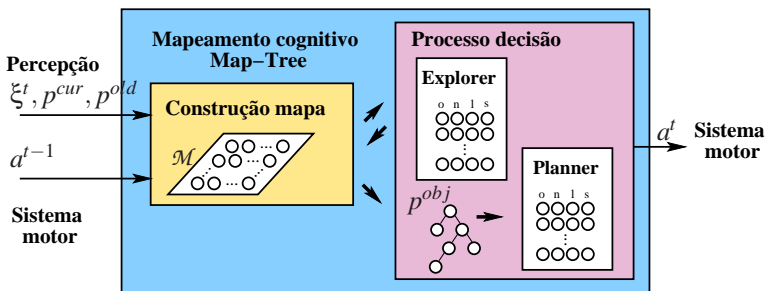 Mapeamento cognitivo
Map-Tree
Processo decisão
Percepção
ξ^t, p^cur, p^old
Construção mapa
ℳ
a^t−1
Sistema
motor
Explorer
o n l s
Planner
o n l s
p^obj
a^t
Sistema
motor